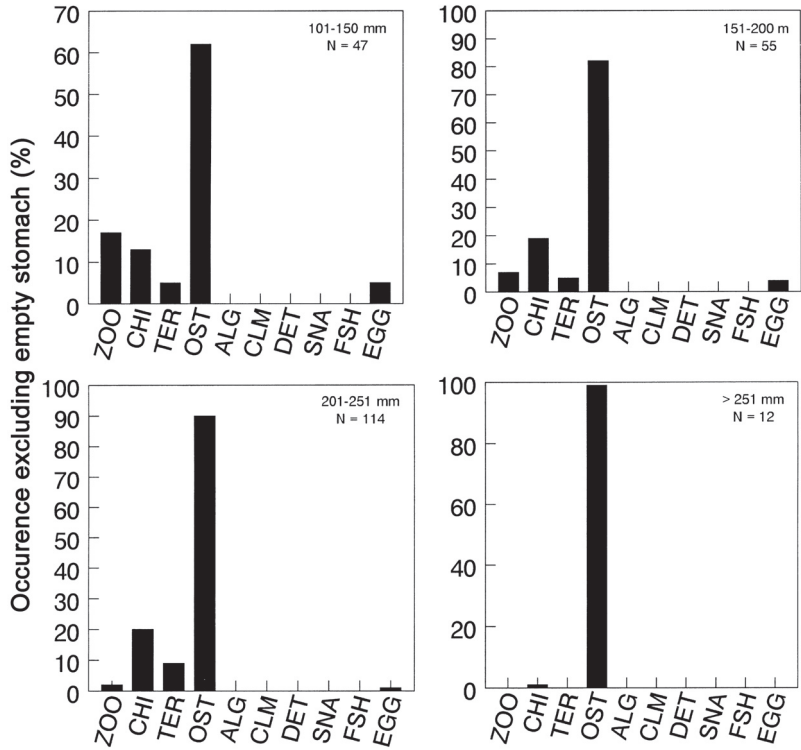 Occurence excluding empty stomach (%)
70
60
50
40
30
20
10
0
101-150 mm
N = 47
ZOO CHI TER OST ALG CLM DET SNA FSH EGG
100
90
80
70
60
50
40
30
20
10
0
151-200 m
N = 55
ZOO CHI TER OST ALG CLM DET SNA FSH EGG
100
90
80
70
60
50
40
30
20
10
0
201-251 mm
N = 114
ZOO CHI TER OST ALG CLM DET SNA FSH EGG
100
80
60
40
20
0
> 251 mm
N = 12
ZOO CHI TER OST ALG CLM DET SNA FSH EGG